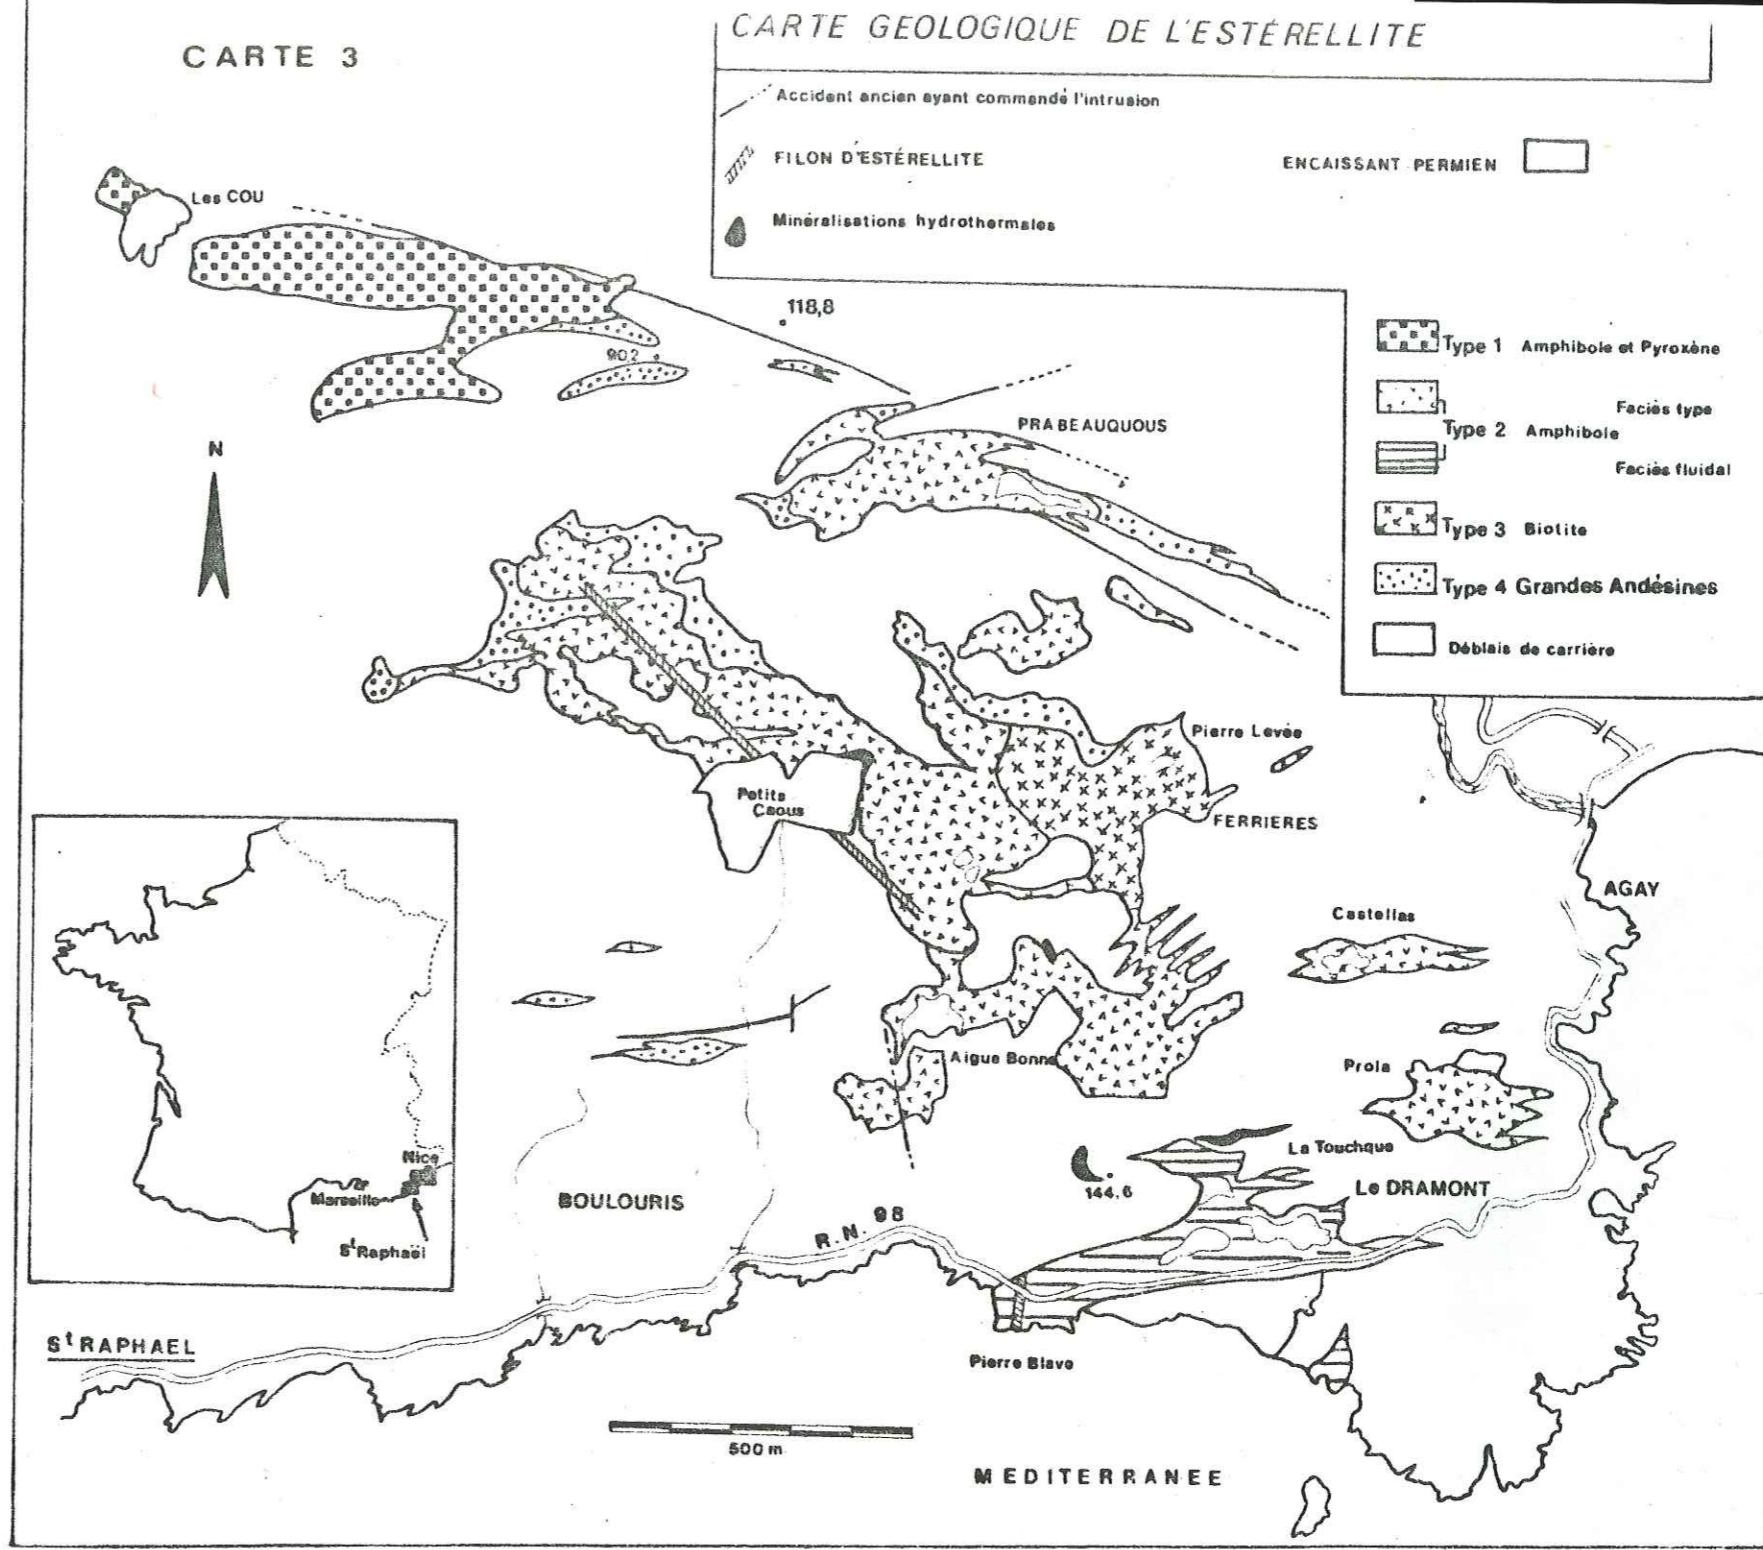 CARTE 3
CARTE GEOLOGIQUE DE L'ESTÉRELLITE
Accident ancien ayant commandé l'intrusion
FILON D'ESTÉRELLITE
ENCAISSANT PERMIEN
Minéralisations hydrothermales
Les COU
118,8
90,2
Type 1 Amphibole et Pyroxène
Faciès type
Type 2 Amphibole
Faciès fluidal
Type 3 Biotite
Type 4 Grandes Andésines
Déblais de carrière
PRABEAUQUOUS
N
Pierre Levée
Petits
Caous
FERRIERES
AGAY
Castellas
Aigue Bonne
Prola
La Touchque
144,6
Le DRAMONT
BOULOURIS
R.N. 98
Nice
Marseille
St Raphaël
St RAPHAEL
Pierre Blave
500 m
MEDITERRANEE